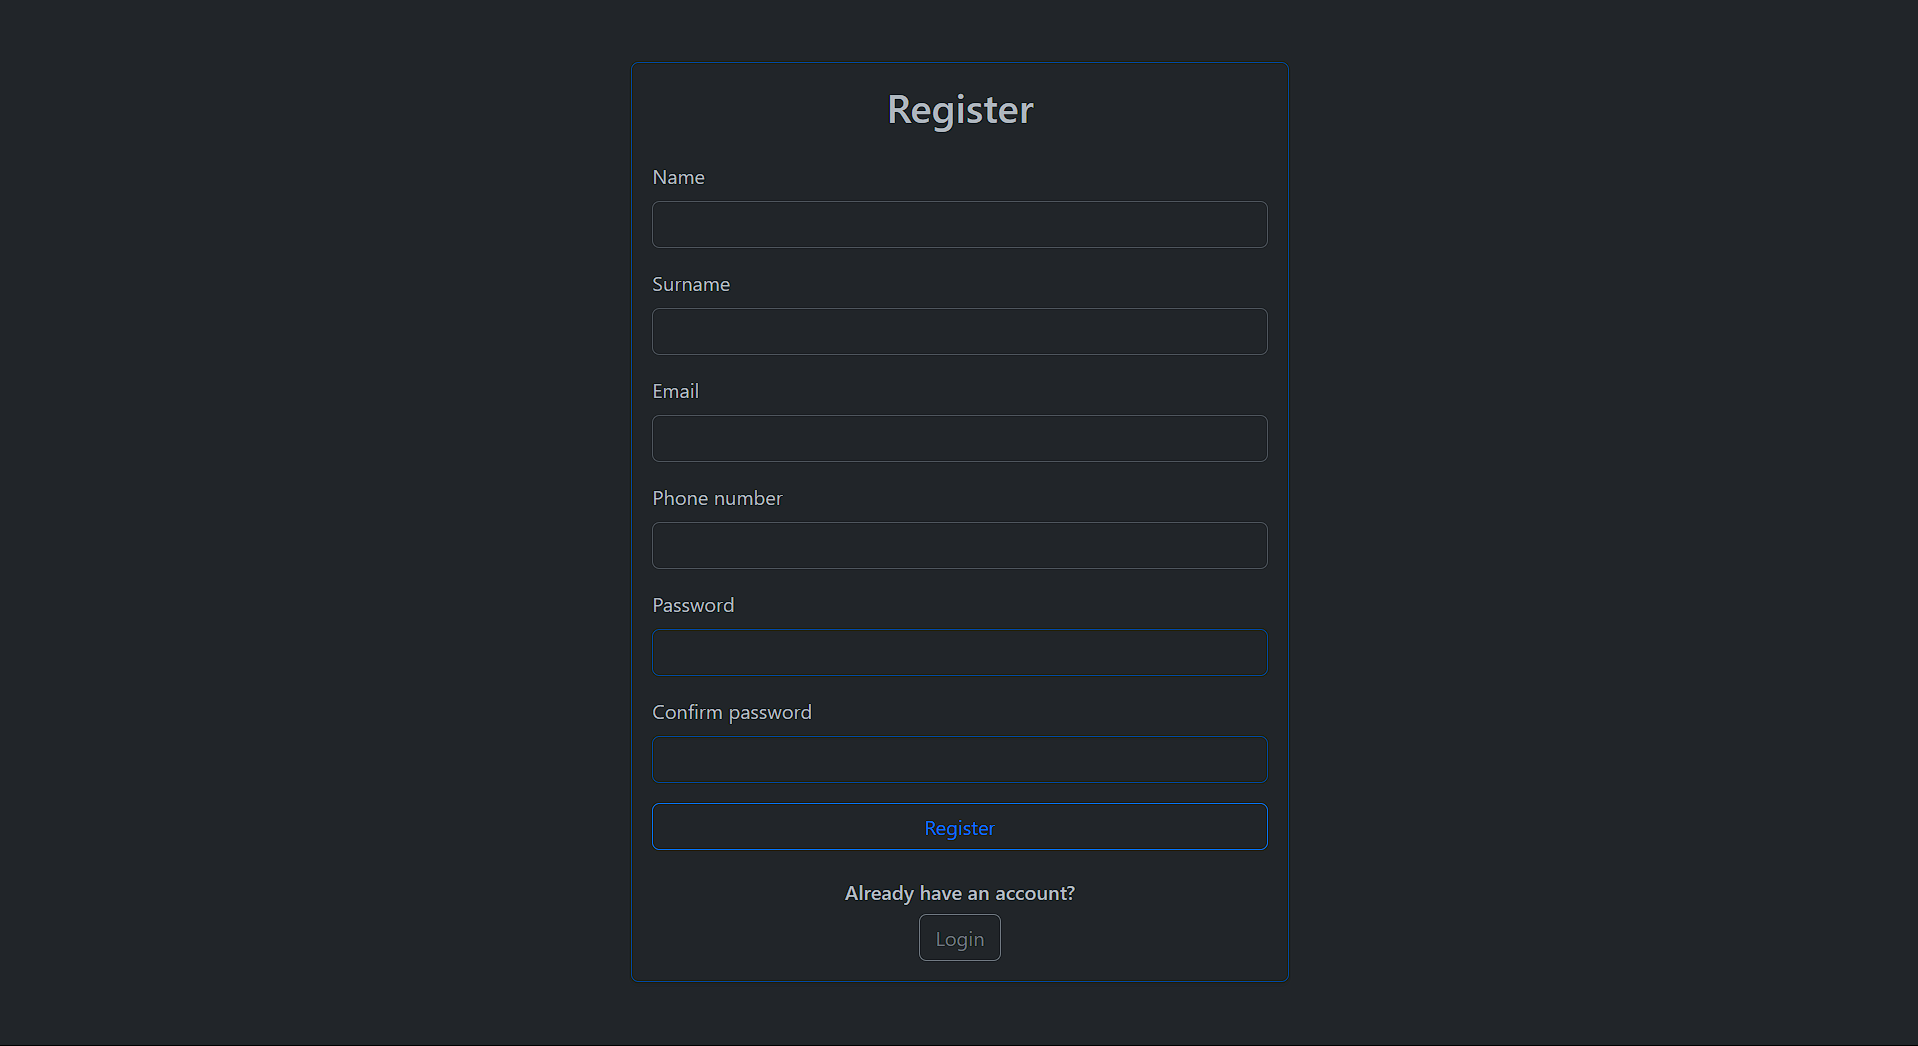 Register
Name
Surname
Email
Phone number
Password
Confirm password
Register
Already have an account?
Login